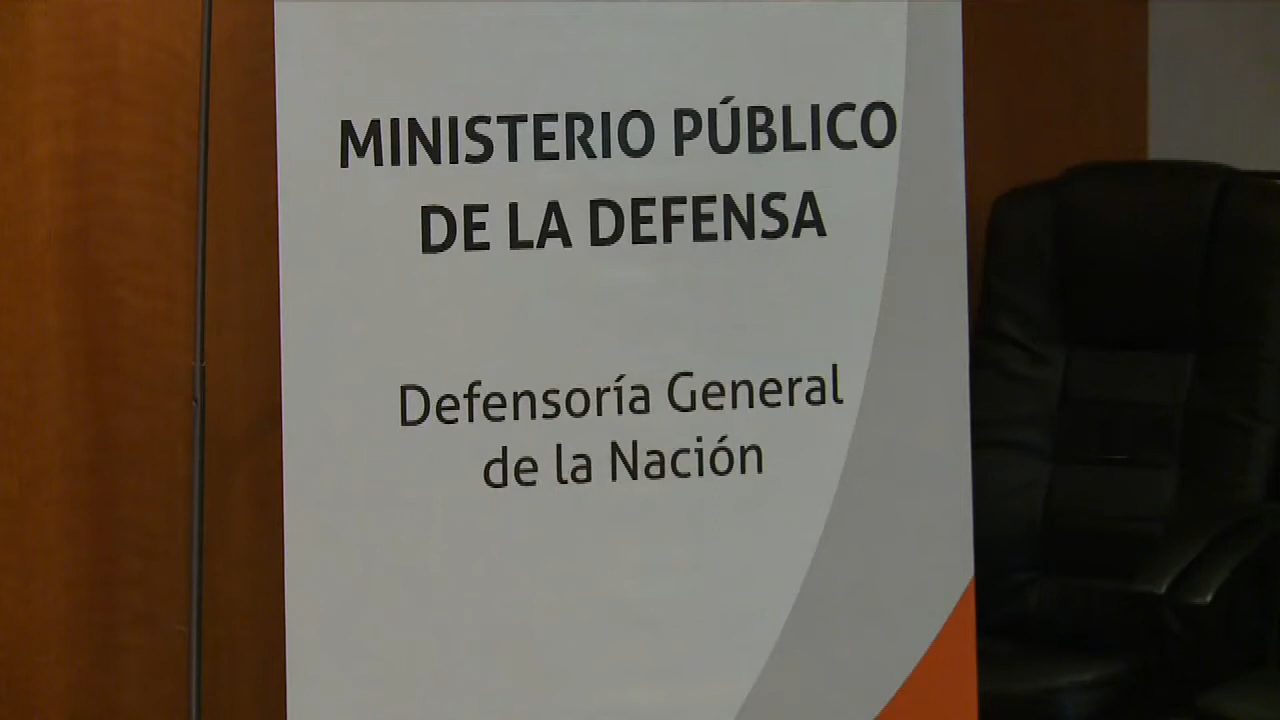 MINISTERIO PÚBLICO
DE LA DEFENSA
Defensoría General
de la Nación